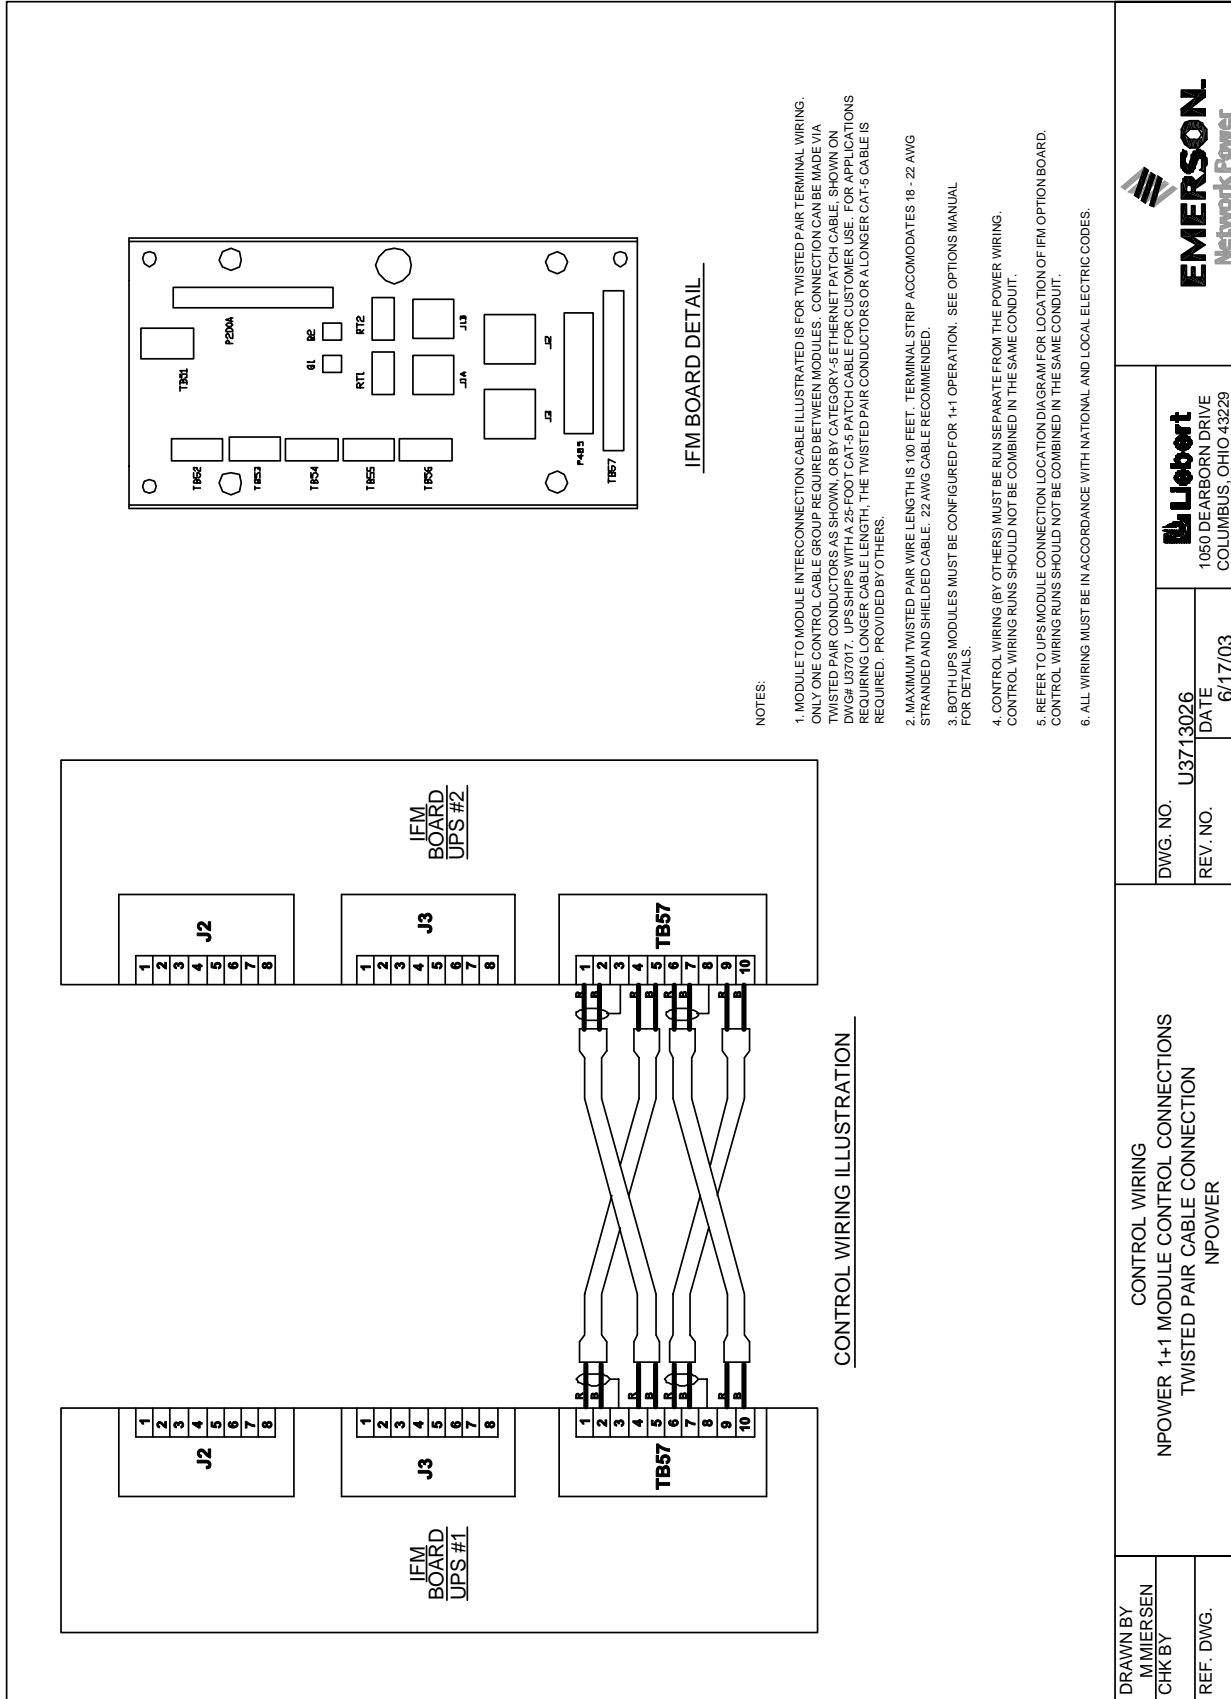 IFM
BOARD
UPS #1
J2
1
2
3
4
5
6
7
8
J3
1
2
3
4
5
6
7
8
TB57
1
2
3
4
5
6
7
8
9
10
R
B
R
B
R
B
R
B
IFM
BOARD
UPS #2
J2
1
2
3
4
5
6
7
8
J3
1
2
3
4
5
6
7
8
TB57
1
2
3
4
5
6
7
8
9
10
R
B
R
B
R
B
R
B
CONTROL WIRING ILLUSTRATION
TB51
P200A
TB52
TB53
TB54
TB55
TB56
R2
RT1
RT2
J13
J3
J2
P485
TB57
IFM BOARD DETAIL
NOTES:
1. MODULE TO MODULE INTERCONNECTION CABLE ILLUSTRATED IS FOR TWISTED PAIR TERMINAL WIRING.
ONLY ONE CONTROL CABLE GROUP REQUIRED BETWEEN MODULES. CONNECTION CAN BE MADE VIA
TWISTED PAIR CONDUCTORS AS SHOWN, OR BY CATEGORY-5 ETHERNET PATCH CABLE, SHOWN ON
DWG# U37017. UPS SHIPS WITH A 25-FOOT CAT-5 PATCH CABLE FOR CUSTOMER USE. FOR APPLICATIONS
REQUIRING LONGER CABLE LENGTH, THE TWISTED PAIR CONDUCTORS OR A LONGER CAT-5 CABLE IS
REQUIRED. PROVIDED BY OTHERS.
2. MAXIMUM TWISTED PAIR WIRE LENGTH IS 100 FEET. TERMINAL STRIP ACCOMODATES 18 - 22 AWG
STRANDED AND SHIELDED CABLE. 22 AWG CABLE RECOMMENDED.
3. BOTH UPS MODULES MUST BE CONFIGURED FOR 1+1 OPERATION. SEE OPTIONS MANUAL
FOR DETAILS.
4. CONTROL WIRING (BY OTHERS) MUST BE RUN SEPARATE FROM THE POWER WIRING.
CONTROL WIRING RUNS SHOULD NOT BE COMBINED IN THE SAME CONDUIT.
5. REFER TO UPS MODULE CONNECTION LOCATION DIAGRAM FOR LOCATION OF IFM OPTION BOARD.
CONTROL WIRING RUNS SHOULD NOT BE COMBINED IN THE SAME CONDUIT.
6. ALL WIRING MUST BE IN ACCORDANCE WITH NATIONAL AND LOCAL ELECTRIC CODES.
DRAWN BY
M MIERSEN
CHK BY
REF. DWG.
CONTROL WIRING
NPOWER 1+1 MODULE CONTROL CONNECTIONS
TWISTED PAIR CABLE CONNECTION
NPOWER
DWG. NO.
U3713026
REV. NO.
DATE
6/17/03
Liebert
1050 DEARBORN DRIVE
COLUMBUS, OHIO 43229
EMERSON.
Network Power